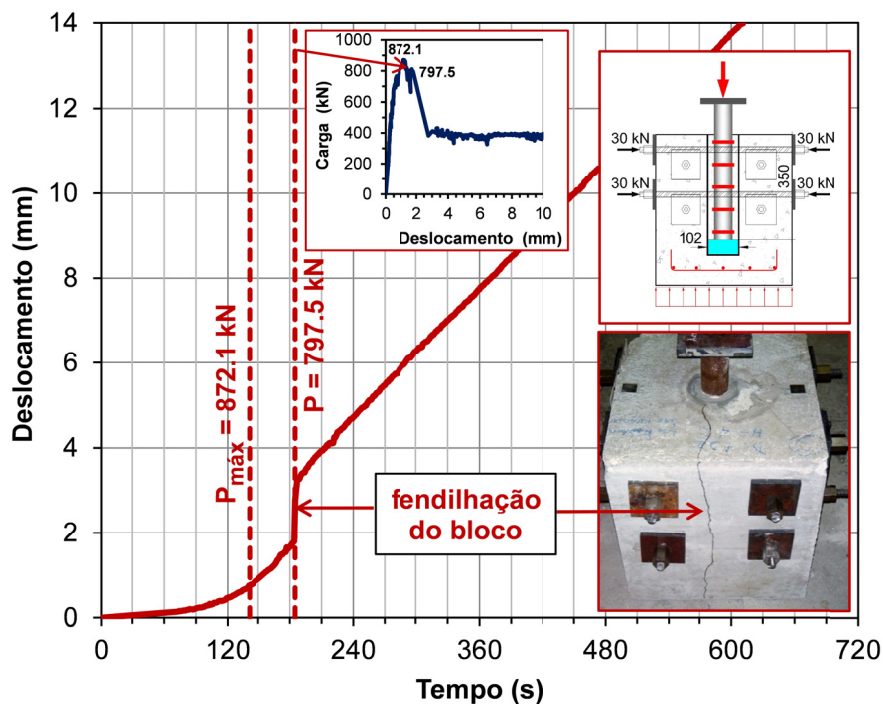 14
12
10
8
6
4
2
0
Deslocamento (mm)
0
120
240
360
480
600
720
Tempo (s)
P máx = 872.1 kN
P = 797.5 kN
1000
800
600
400
200
0
Carga (kN)
872.1
797.5
0
2
4
6
8
10
Deslocamento (mm)
30 kN
30 kN
30 kN
30 kN
350
102
fendilhação
do bloco